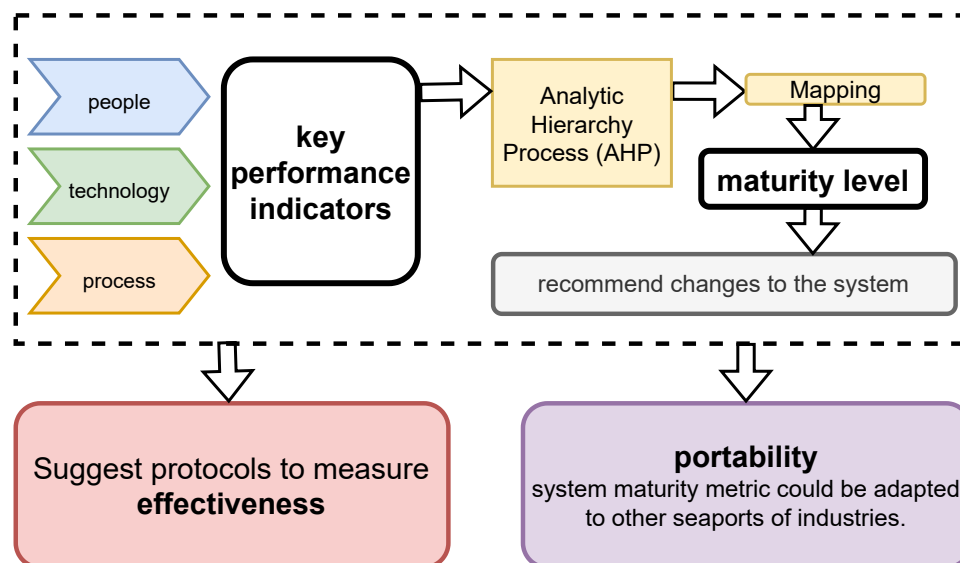 people
technology
process
key
performance
indicators
Analytic
Hierarchy
Process (AHP)
Mapping
maturity level
recommend changes to the system
Suggest protocols to measure
effectiveness
portability
system maturity metric could be adapted
to other seaports of industries.